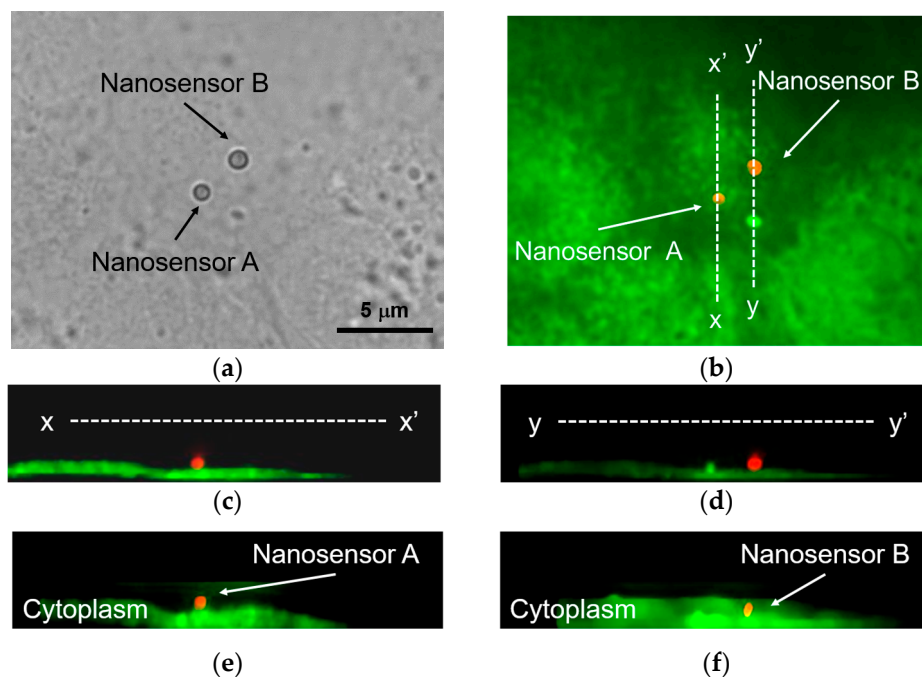 Nanosensor B
Nanosensor A
5 μm
(a)
x’
y’
Nanosensor B
Nanosensor A
x
y
(b)
x
x’
(c)
y
y’
(d)
Nanosensor A
Cytoplasm
(e)
Nanosensor B
Cytoplasm
(f)